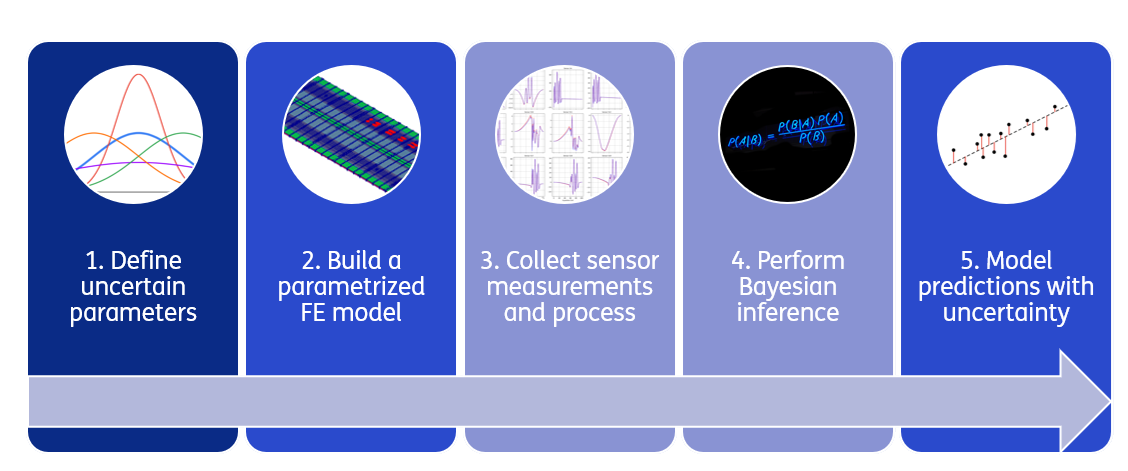 P(A|B) = P(B|A) P(A)
P(B)
1. Define
uncertain
parameters
2. Build a
parametrized
FE model
3. Collect sensor
measurements
and process
4. Perform
Bayesian
inference
5. Model
predictions with
uncertainty